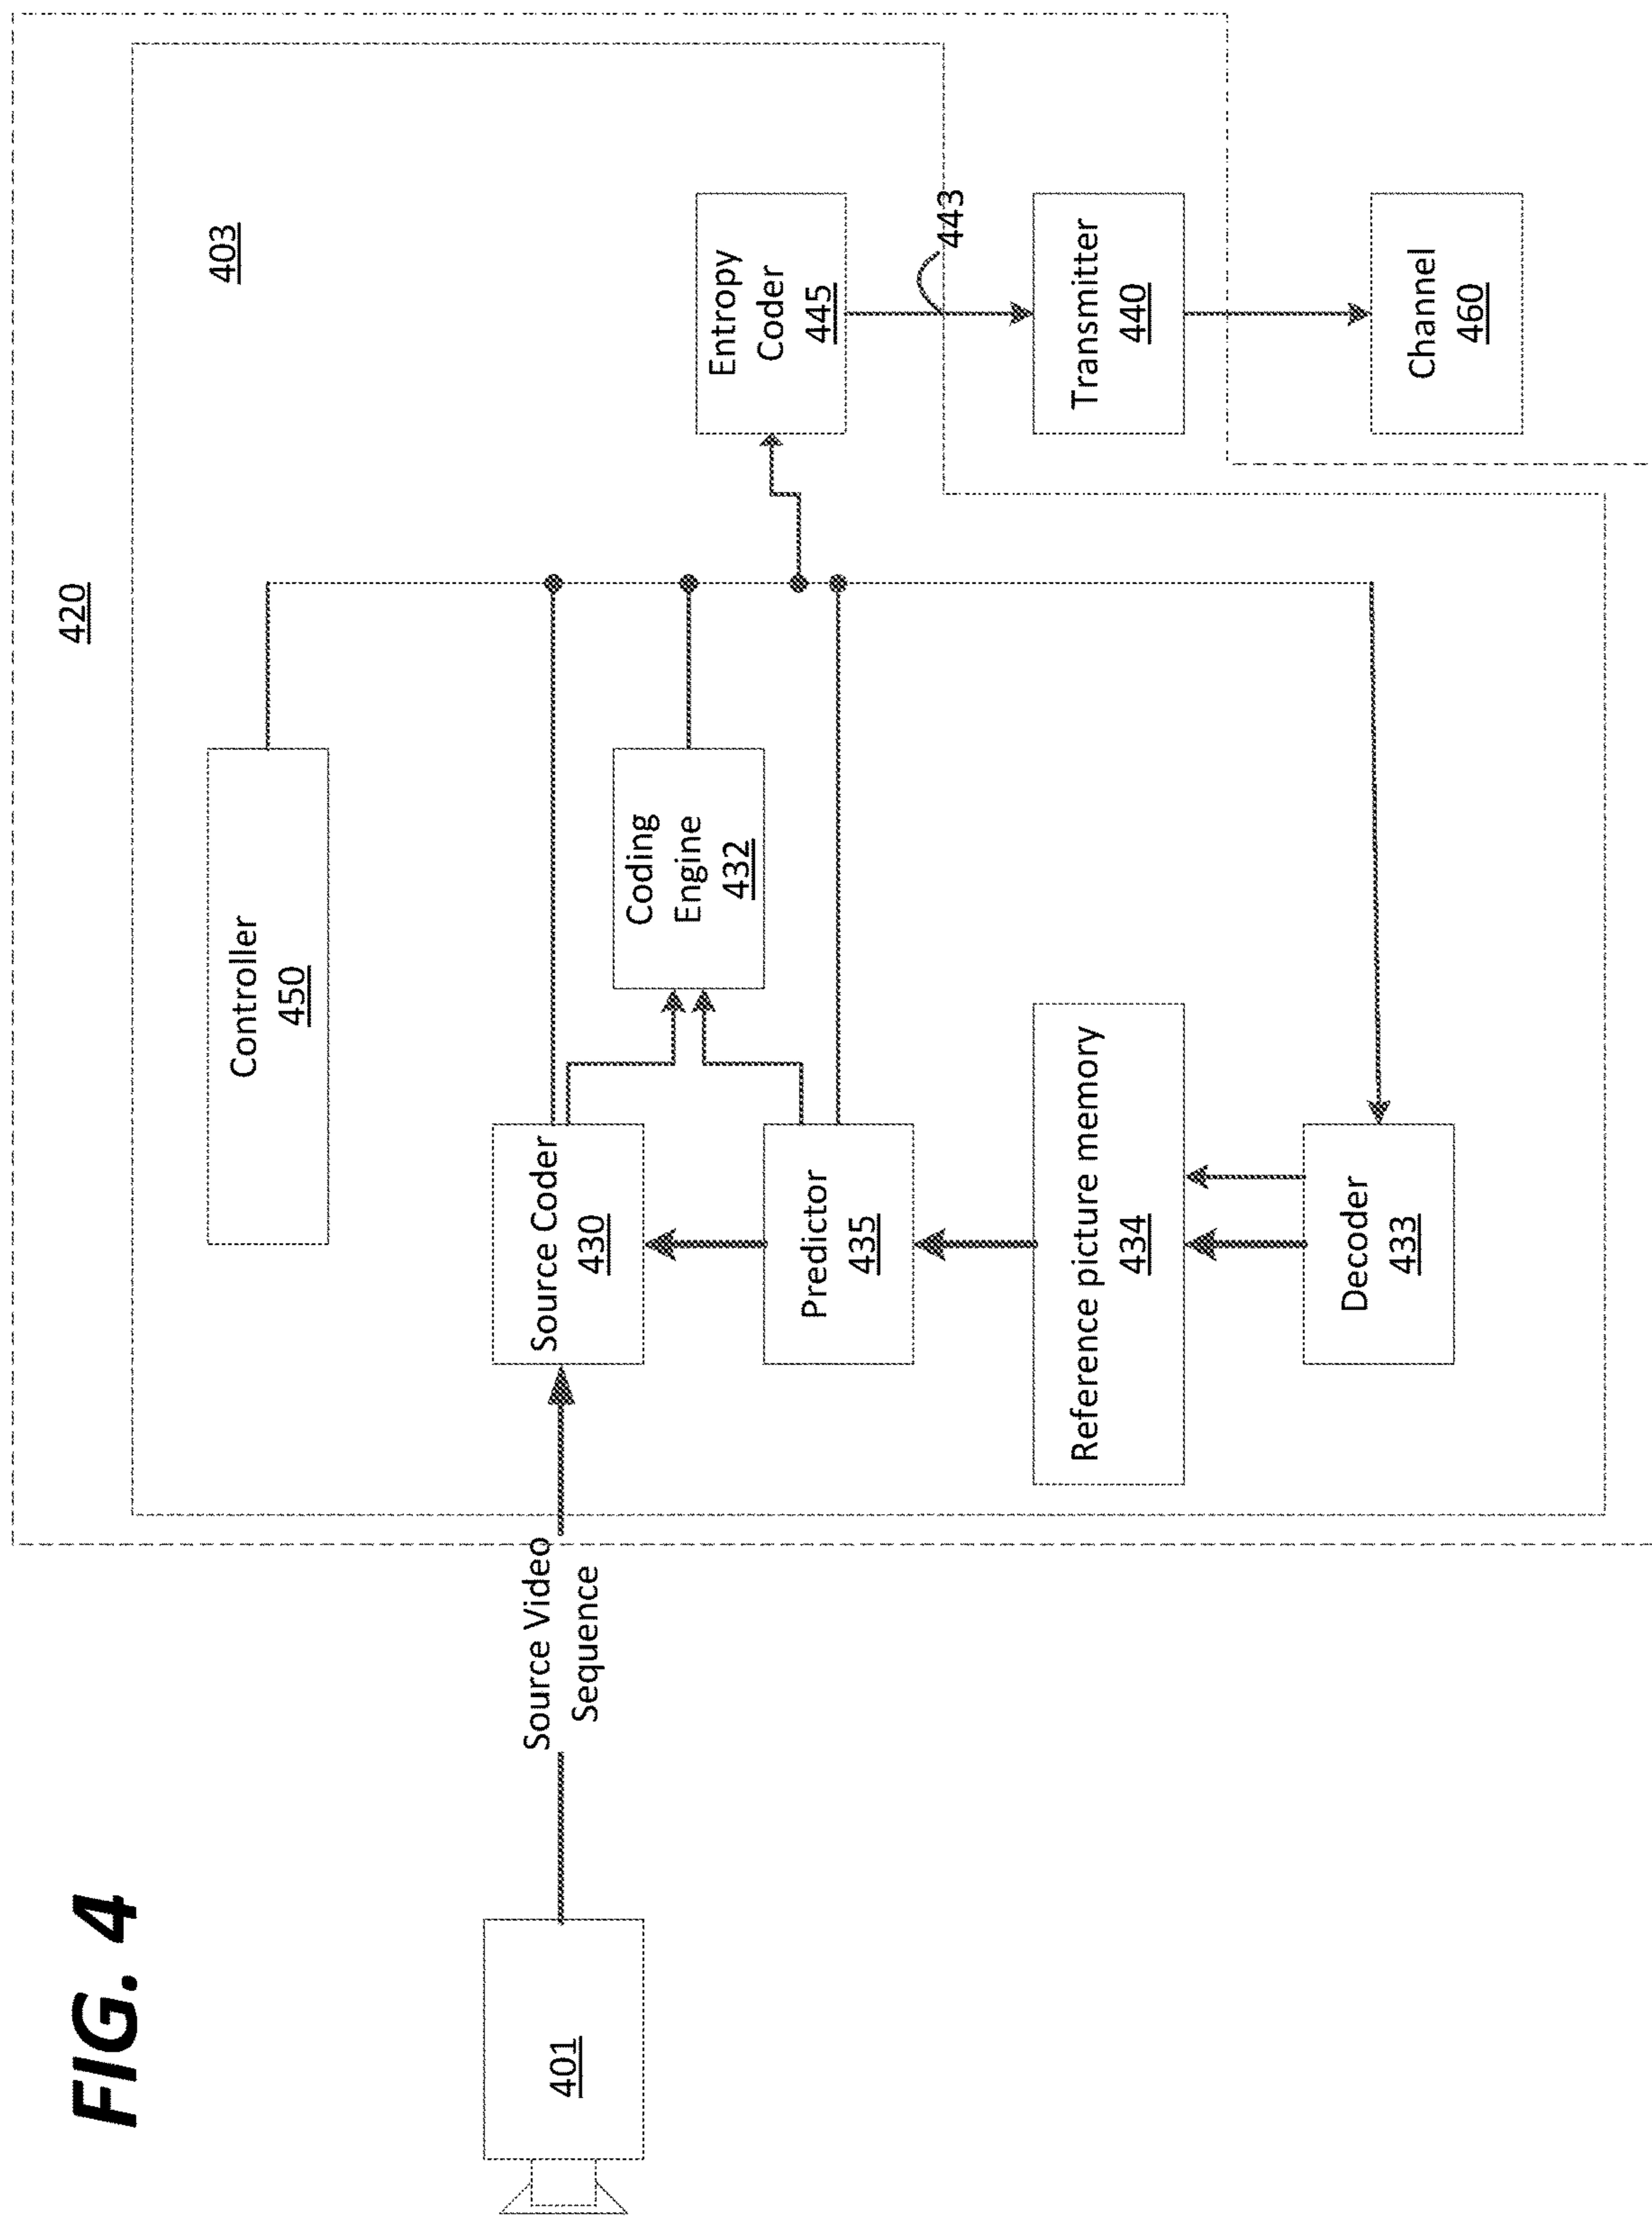 FIG. 4
420
403
Controller
450
401
Source Video
Sequence
Source Coder
430
Coding
Engine
432
Entropy
Coder
445
Predictor
435
443
Reference picture memory
434
Transmitter
440
Decoder
433
Channel
460